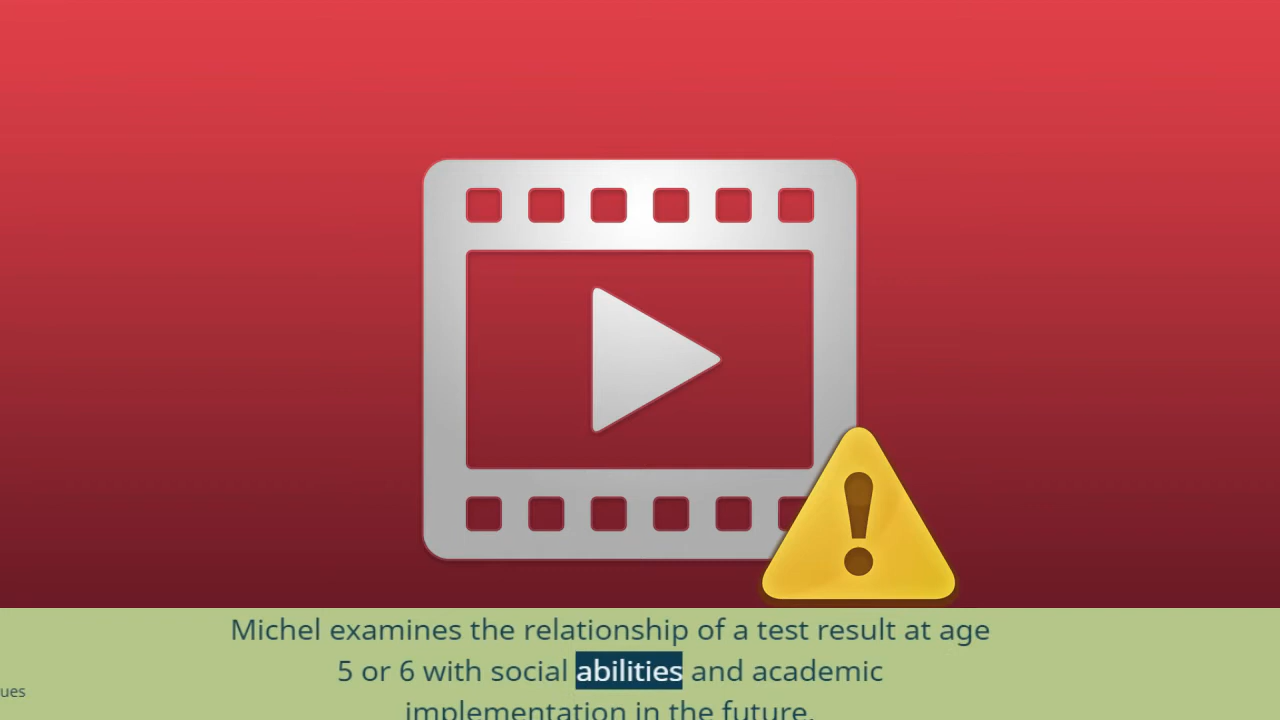 Michel examines the relationship of a test result at age
5 or 6 with social abilities and academic
ues
implementation in the future.